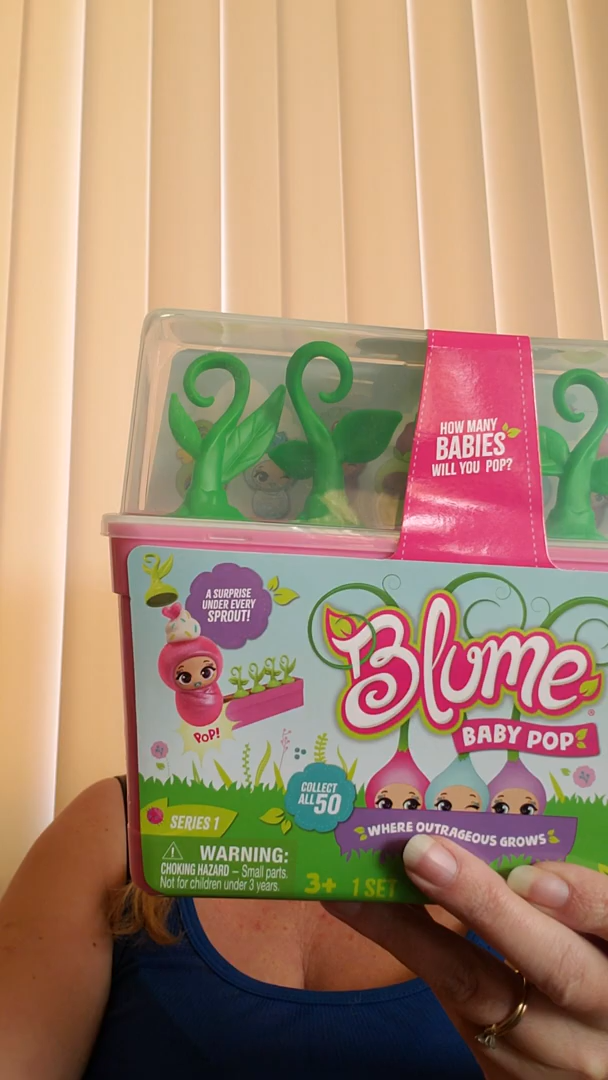 HOW MANY
BABIES
WILL YOU POP?
A SURPRISE
UNDER EVERY
SPROUT!
Blume®
BABY POP
POP!
COLLECT
ALL 50
SERIES 1
WHERE OUTRAGEOUS GROWS
WARNING:
CHOKING HAZARD – Small parts.
Not for children under 3 years.
3+ 1 SET